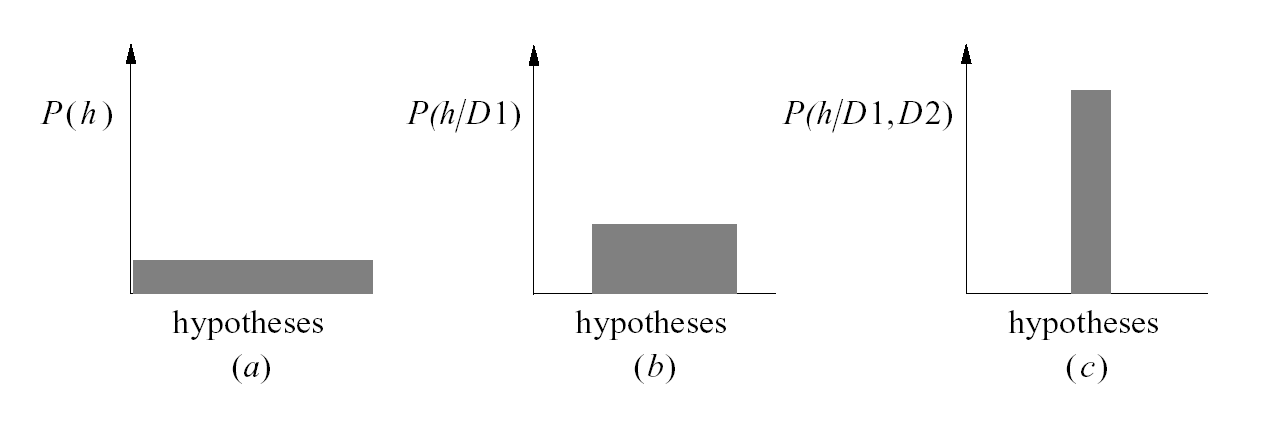 P(h) P(h/D1) P(h/D1,D2)
hypotheses hypotheses hypotheses
(a) (b) (c)